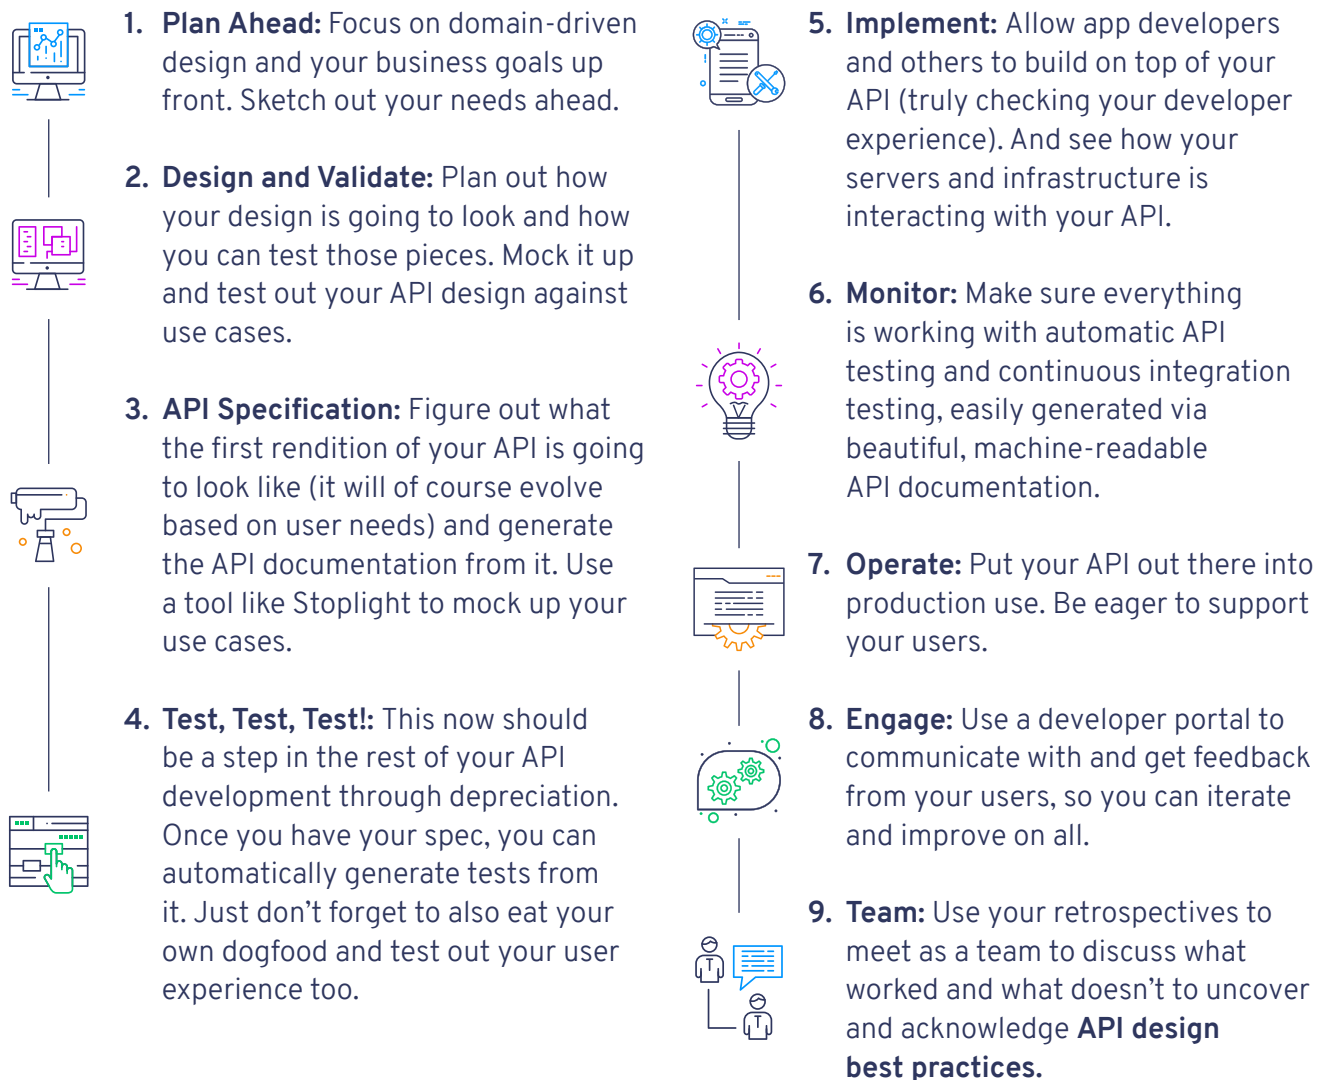 1. Plan Ahead: Focus on domain-driven
design and your business goals up
front. Sketch out your needs ahead.
2. Design and Validate: Plan out how
your design is going to look and how
you can test those pieces. Mock it up
and test out your API design against
use cases.
3. API Specification: Figure out what
the first rendition of your API is going
to look like (it will of course evolve
based on user needs) and generate
the API documentation from it. Use
a tool like Stoplight to mock up your
use cases.
4. Test, Test, Test!: This now should
be a step in the rest of your API
development through depreciation.
Once you have your spec, you can
automatically generate tests from
it. Just don’t forget to also eat your
own dogfood and test out your user
experience too.
5. Implement: Allow app developers
and others to build on top of your
API (truly checking your developer
experience). And see how your
servers and infrastructure is
interacting with your API.
6. Monitor: Make sure everything
is working with automatic API
testing and continuous integration
testing, easily generated via
beautiful, machine-readable
API documentation.
7. Operate: Put your API out there into
production use. Be eager to support
your users.
8. Engage: Use a developer portal to
communicate with and get feedback
from your users, so you can iterate
and improve on all.
9. Team: Use your retrospectives to
meet as a team to discuss what
worked and what doesn’t to uncover
and acknowledge API design
best practices.